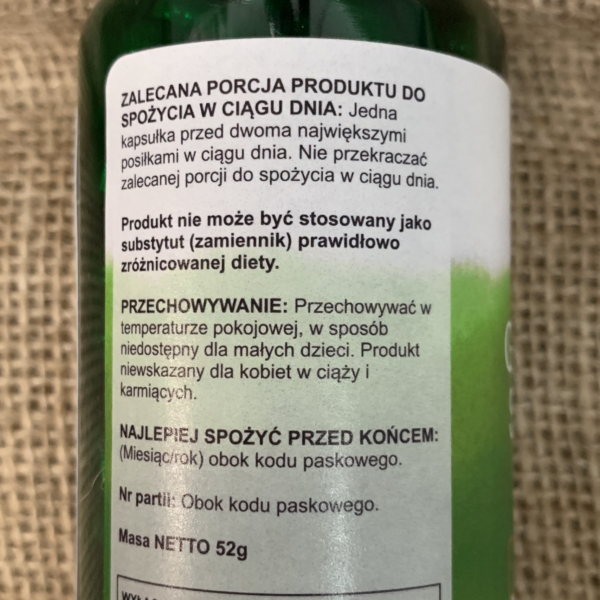 ZALECANA PORCJA PRODUKTU DO
SPOŻYCIA W CIĄGU DNIA: Jedna
kapsułka przed dwoma największymi
posiłkami w ciągu dnia. Nie przekraczać
zalecanej porcji do spożycia w ciągu dnia.
Produkt nie może być stosowany jako
substytut (zamiennik) prawidłowo
zróżnicowanej diety.
PRZECHOWYWANIE: Przechowywać w
temperaturze pokojowej, w sposób
niedostępny dla małych dzieci. Produkt
niewskazany dla kobiet w ciąży i
karmiących.
NAJLEPIEJ SPOŻYĆ PRZED KOŃCEM:
(Miesiąc/rok) obok kodu paskowego.
Nr partii: Obok kodu paskowego.
Masa NETTO 52g